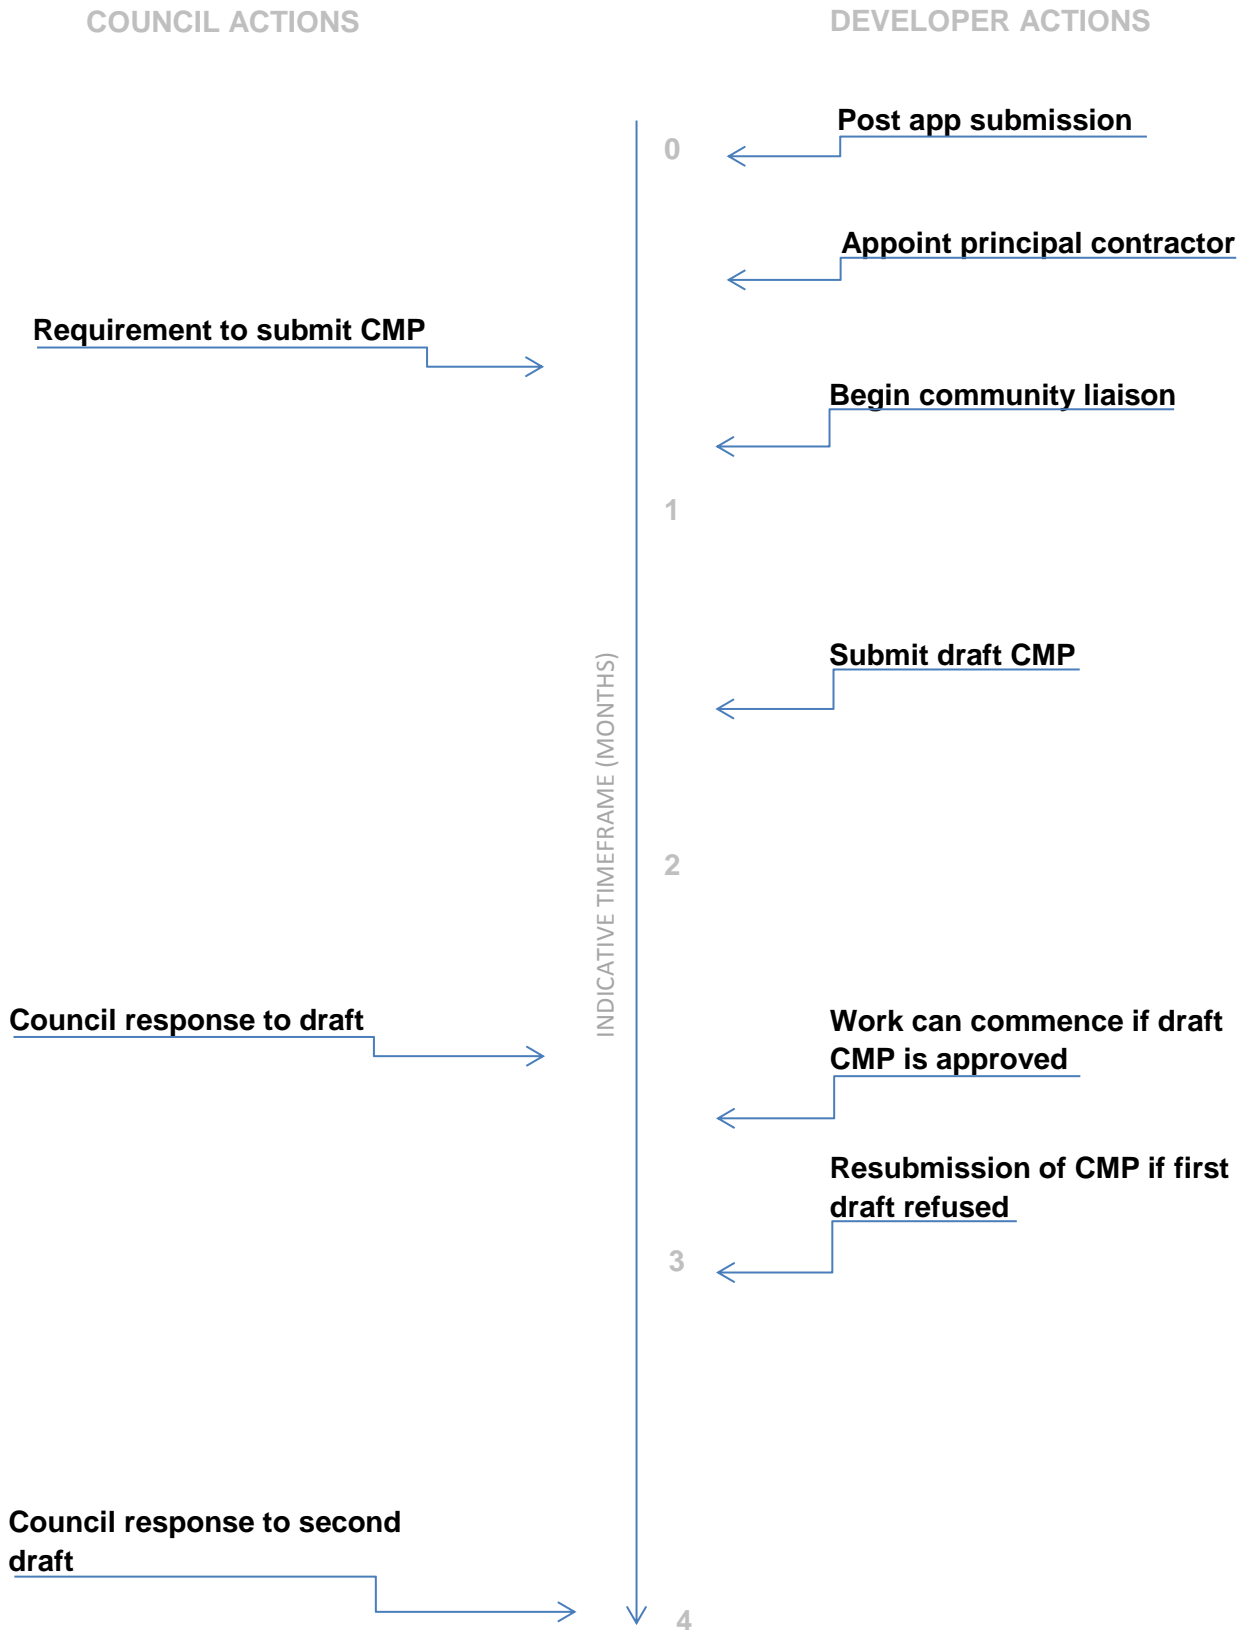 COUNCIL ACTIONS
DEVELOPER ACTIONS
Post app submission
0
Appoint principal contractor
Requirement to submit CMP
Begin community liaison
1
Submit draft CMP
INDICATIVE TIMEFRAME (MONTHS)
2
Council response to draft
Work can commence if draft
CMP is approved
Resubmission of CMP if first
draft refused
3
Council response to second
draft
4